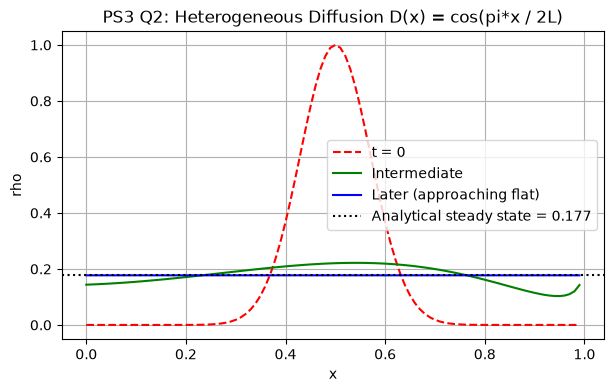 PS3 Q2: Heterogeneous Diffusion D(x) = cos(pi*x / 2L)
1.0
0.8
0.6
0.4
0.2
0.0
rho
t = 0
Intermediate
Later (approaching flat)
Analytical steady state = 0.177
0.0 0.2 0.4 0.6 0.8 1.0
x